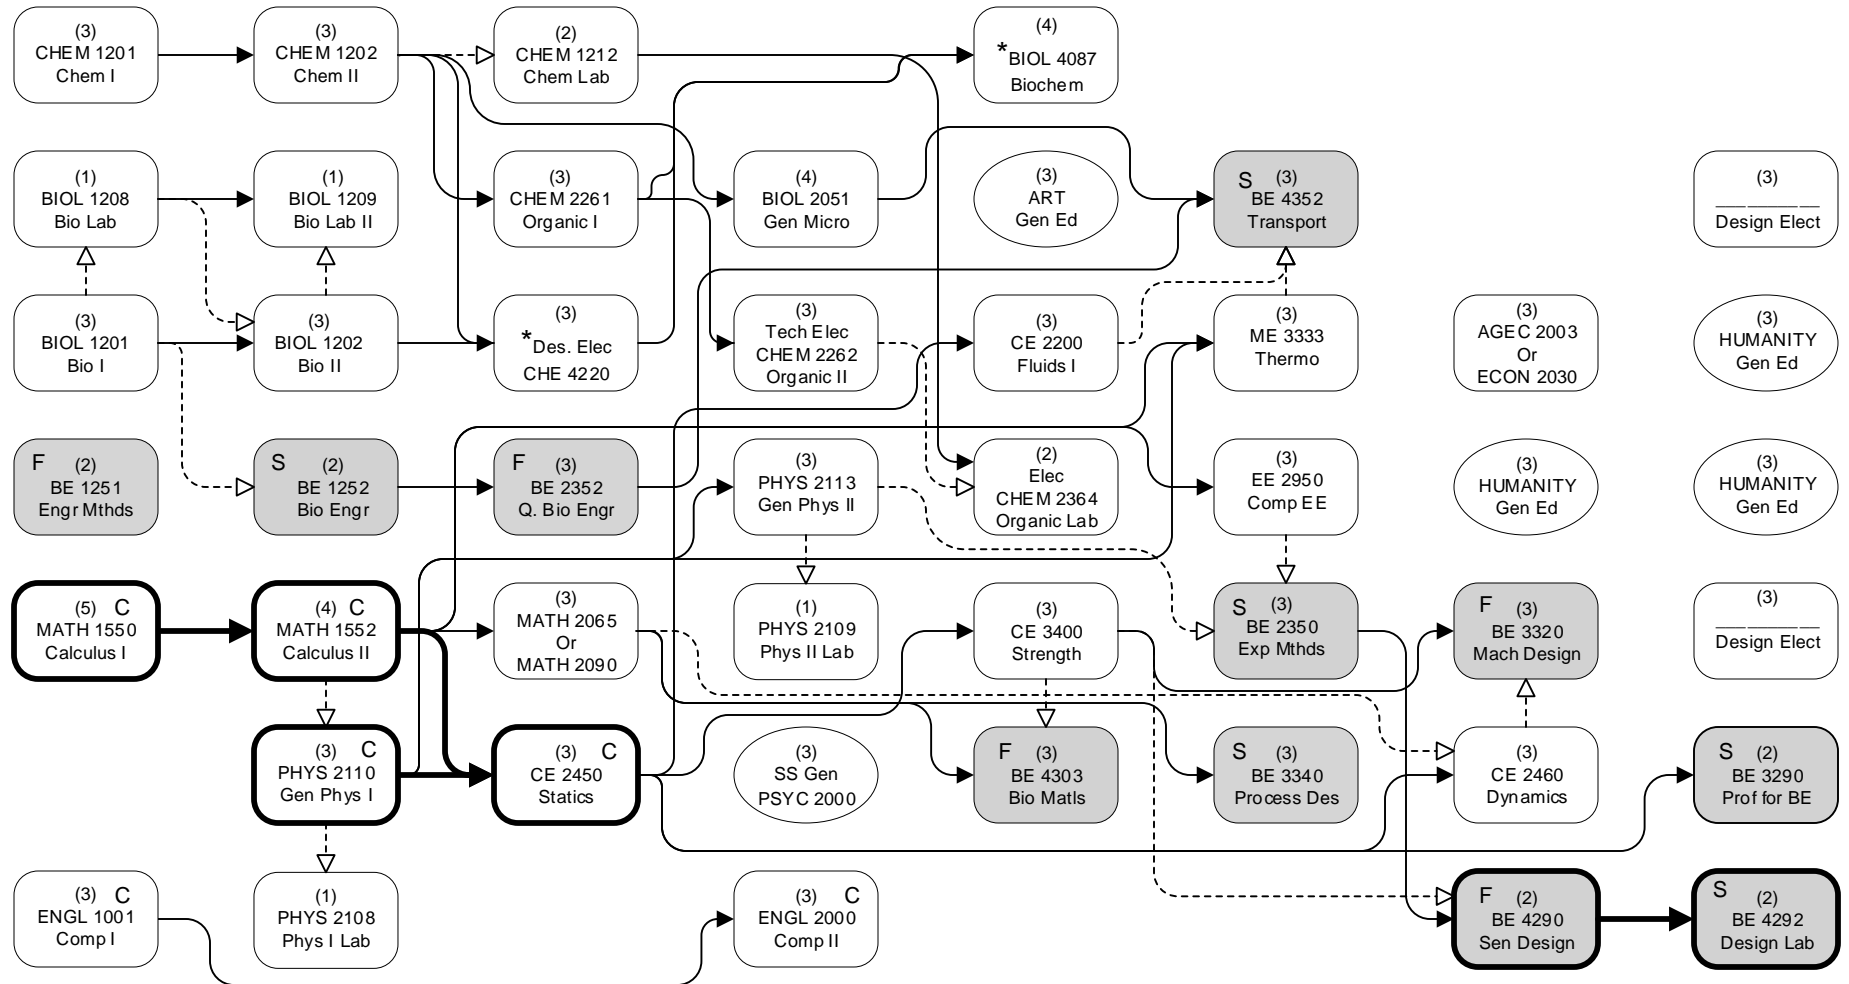 (3)
CHEM 1201
Chem I
(3)
CHEM 1202
Chem II
(2)
CHEM 1212
Chem Lab
(4)
*BIOL 4087
Biochem
(1)
BIOL 1208
Bio Lab
(1)
BIOL 1209
Bio Lab II
(3)
CHEM 2261
Organic I
(4)
BIOL 2051
Gen Micro
(3)
ART
Gen Ed
S (3)
BE 4352
Transport
(3)
___ ___ ___ __
Design Elect
(3)
BIOL 1201
Bio I
(3)
BIOL 1202
Bio II
(3)
*Des. Elec
CHE 4220
(3)
Tech Elec
CHEM 2262
Organic II
(3)
CE 2200
Fluids I
(3)
ME 3333
Thermo
(3)
AGEC 2003
Or
ECON 2030
(3)
HUMANITY
Gen Ed
F (2)
BE 1251
Engr Mthds
S (2)
BE 1252
Bio Engr
F (3)
BE 2352
Q. Bio Engr
(3)
PHYS 2113
Gen Phys II
(2)
Elec
CHEM 2364
Organic Lab
(3)
EE 2950
Comp EE
(3)
HUMANITY
Gen Ed
(3)
HUMANITY
Gen Ed
(5) C
MATH 1550
Calculus I
(4) C
MATH 1552
Calculus II
(3)
MATH 2065
Or
MATH 2090
(1)
PHYS 2109
Phys II Lab
(3)
CE 3400
Strength
S (3)
BE 2350
Exp Mthds
F (3)
BE 3320
Mach Design
(3)
___ ___ ___ __
Design Elect
(3) C
PHYS 2110
Gen Phys I
(3) C
CE 2450
Statics
(3)
SS Gen
PSYC 2000
F (3)
BE 4303
Bio Matls
S (3)
BE 3340
Process Des
(3)
CE 2460
Dynamics
S (2)
BE 3290
Prof for BE
(3) C
ENGL 1001
Comp I
(1)
PHYS 2108
Phys I Lab
(3) C
ENGL 2000
Comp II
F (2)
BE 4290
Sen Design
S (2)
BE 4292
Design Lab